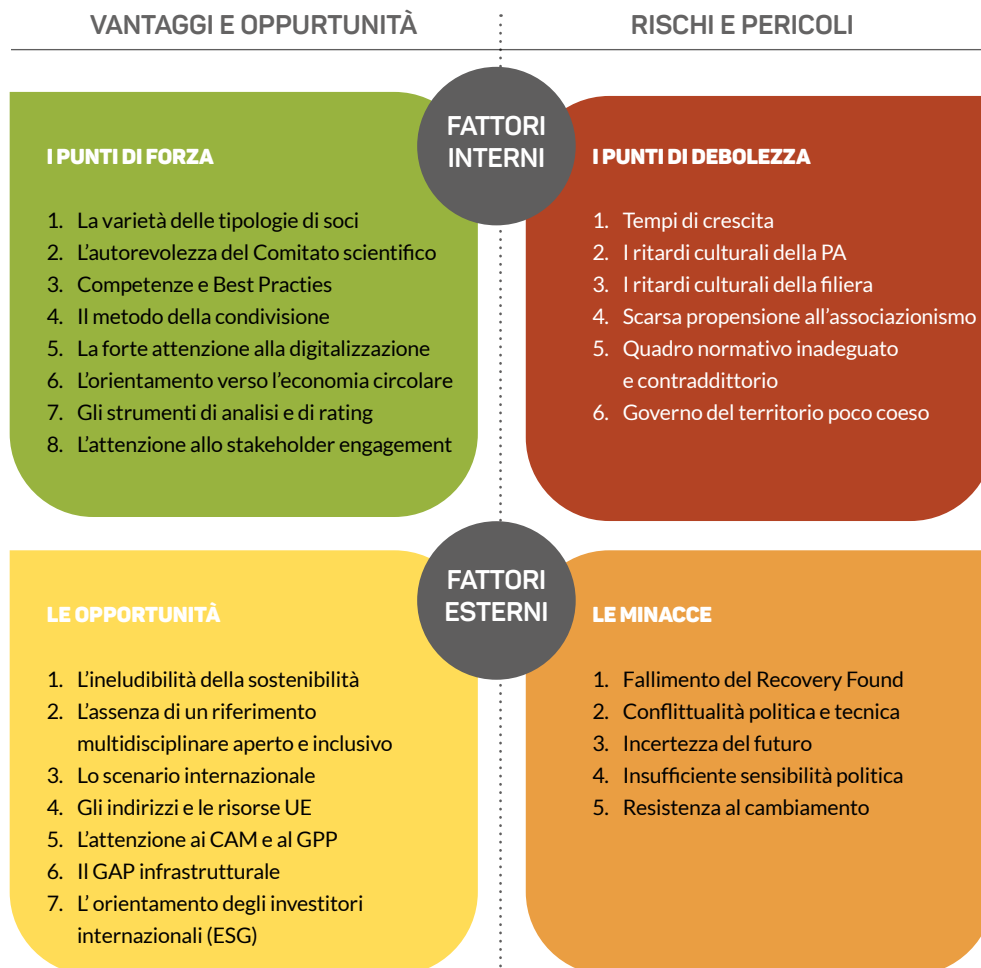 VANTAGGI E OPPURTUNITÀ
RISCHI E PERICOLI
FATTORI
INTERNI
I PUNTI DI FORZA
1. La varietà delle tipologie di soci
2. L'autorevolezza del Comitato scientifico
3. Competenze e Best Practies
4. Il metodo della condivisione
5. La forte attenzione alla digitalizzazione
6. L'orientamento verso l'economia circolare
7. Gli strumenti di analisi e di rating
8. L'attenzione allo stakeholder engagement
I PUNTI DI DEBOLEZZA
1. Tempi di crescita
2. I ritardi culturali della PA
3. I ritardi culturali della filiera
4. Scarsa propensione all'associazionismo
5. Quadro normativo inadeguato
e contraddittorio
6. Governo del territorio poco coeso
FATTORI
ESTERNI
LE OPPORTUNITÀ
1. L'ineludibilità della sostenibilità
2. L'assenza di un riferimento
multidisciplinare aperto e inclusivo
3. Lo scenario internazionale
4. Gli indirizzi e le risorse UE
5. L'attenzione ai CAM e al GPP
6. Il GAP infrastrutturale
7. L' orientamento degli investitori
internazionali (ESG)
LE MINACCE
1. Fallimento del Recovery Found
2. Conflittualità politica e tecnica
3. Incertezza del futuro
4. Insufficiente sensibilità politica
5. Resistenza al cambiamento